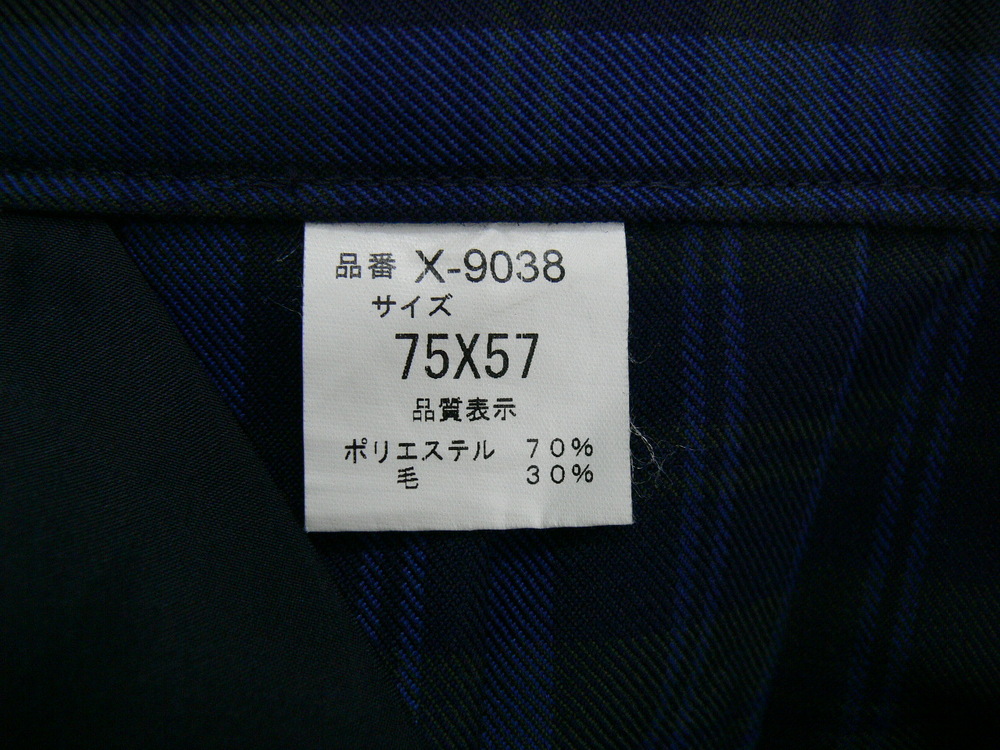 品番 X-9038
サイズ
75X57
品質表示
ポリエステル 70%
毛 30%